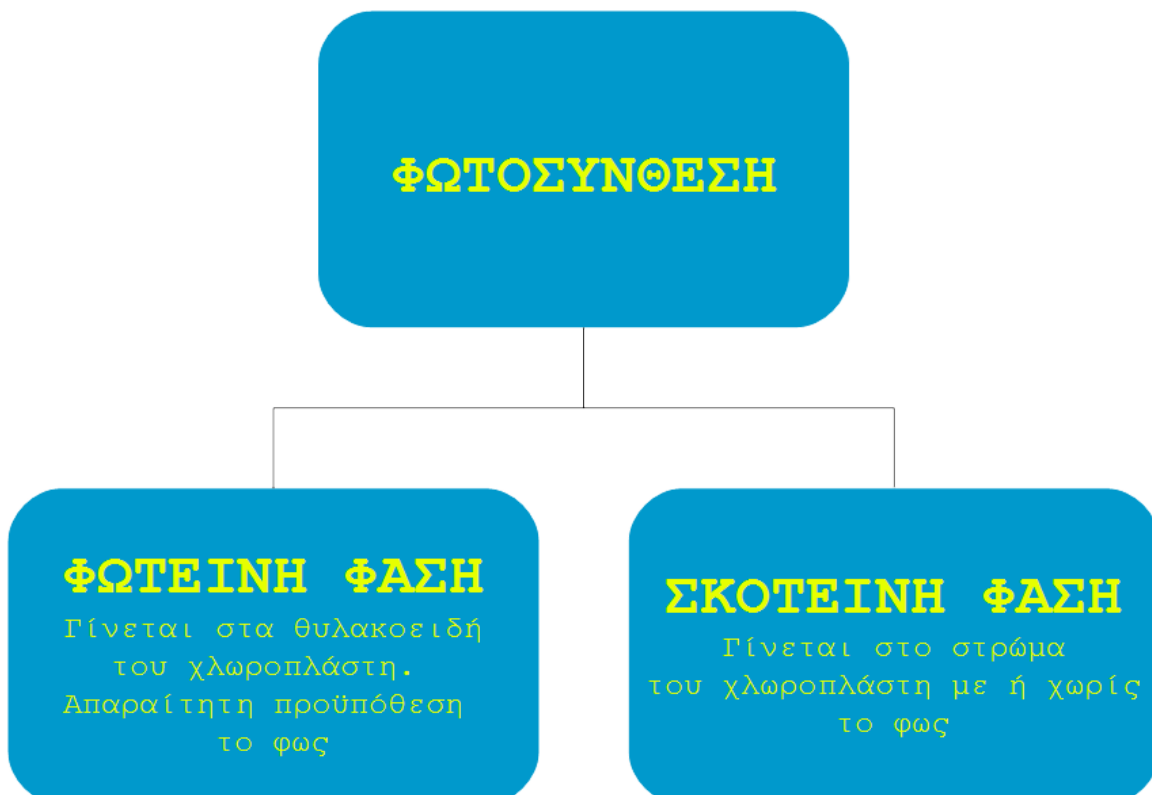 ΦΩΤΟΣΥΝΘΕΣΗ
ΦΩΤΕΙΝΗ ΦΑΣΗ
Γίνεται στα θυλακοειδή
του χλωροπλάστη.
Απαραίτητη προϋπόθεση
το φως
ΣΚΟΤΕΙΝΗ ΦΑΣΗ
Γίνεται στο στρώμα
του χλωροπλάστη με ή χωρίς
το φως